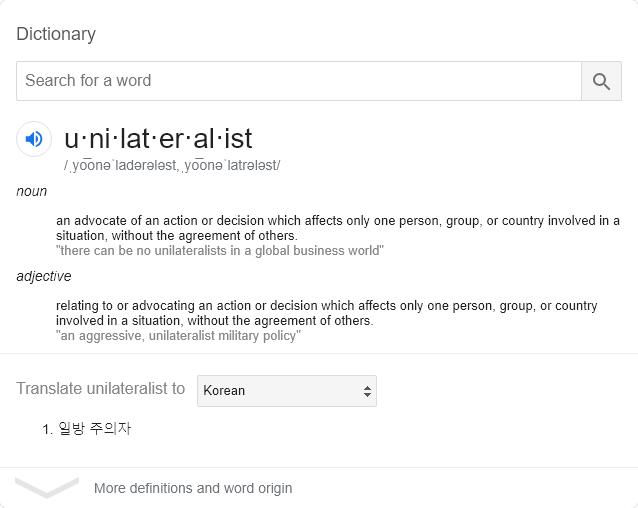 Dictionary
Search for a word
u·ni·lat·er·al·ist
/ˌyo͞onəˈladərələst,ˌyo͞onəˈlatrələst/
noun
an advocate of an action or decision which affects only one person, group, or country involved in a
situation, without the agreement of others.
"there can be no unilateralists in a global business world"
adjective
relating to or advocating an action or decision which affects only one person, group, or country
involved in a situation, without the agreement of others.
"an aggressive, unilateralist military policy"
Translate unilateralist to Korean
1. 일방 주의자
More definitions and word origin